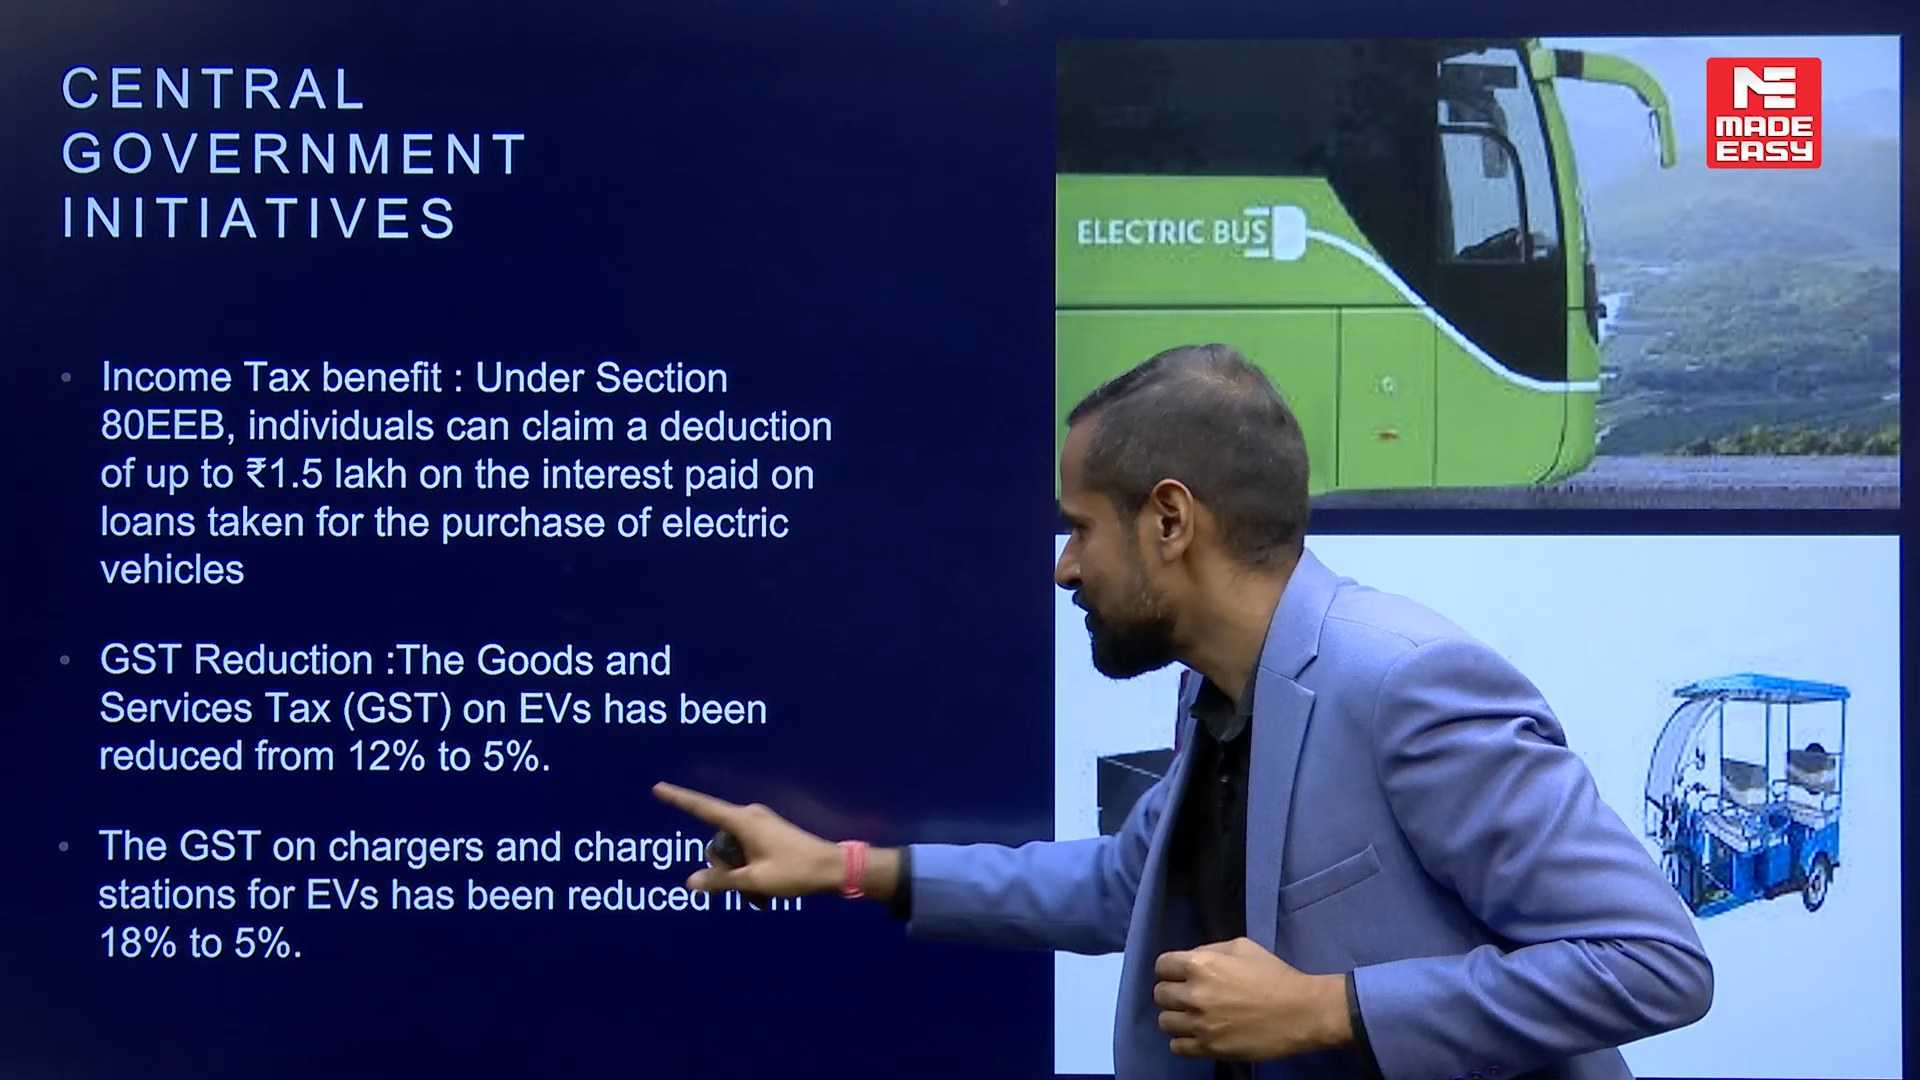 CENTRAL
GOVERNMENT
INITIATIVES
• Income Tax benefit : Under Section
80EEB, individuals can claim a deduction
of up to ₹1.5 lakh on the interest paid on
loans taken for the purchase of electric
vehicles
• GST Reduction :The Goods and
Services Tax (GST) on EVs has been
reduced from 12% to 5%.
• The GST on chargers and charging
stations for EVs has been reduced from
18% to 5%.
ELECTRIC BUS
ME
MADE
EASY